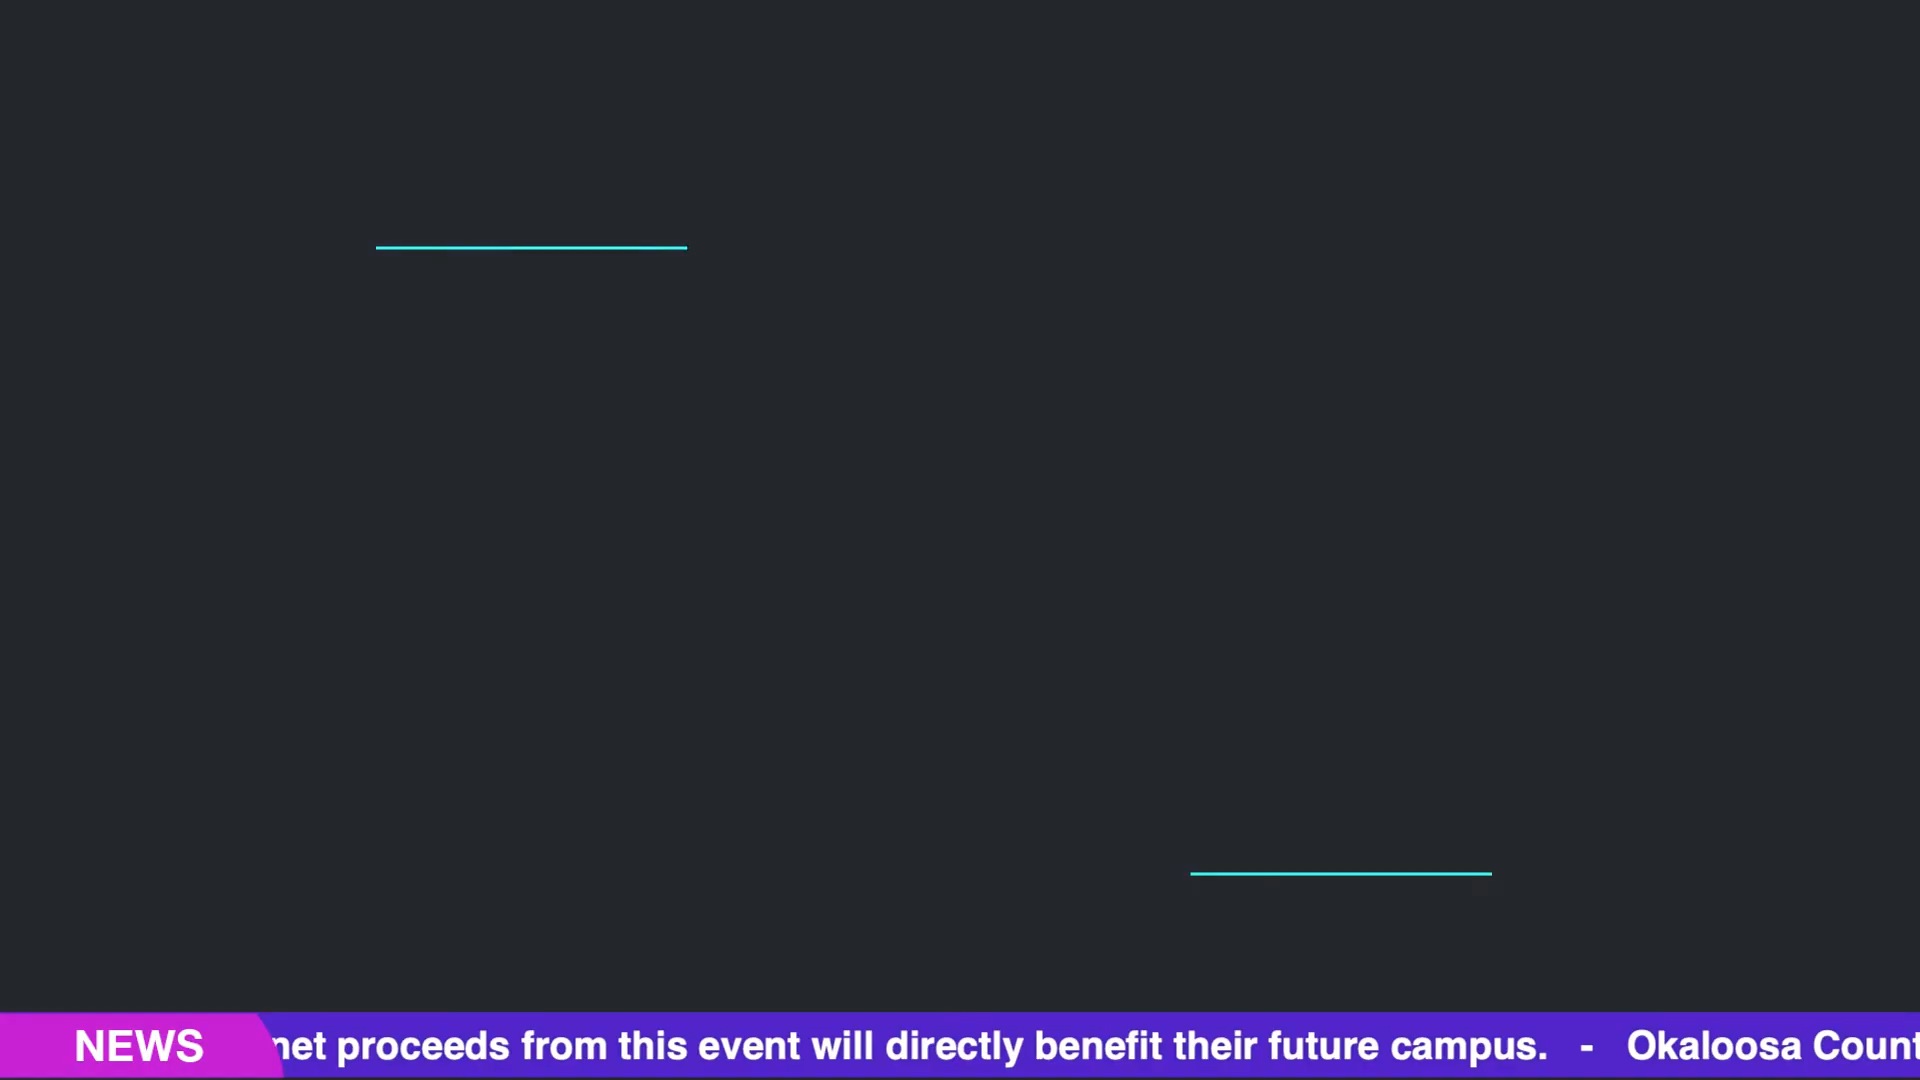 NEWS
net proceeds from this event will directly benefit their future campus. - Okaloosa Count